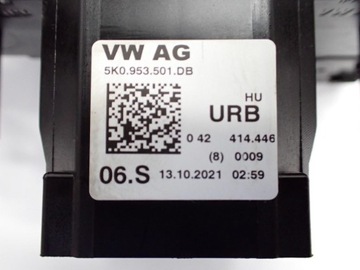 VW AG
5K0.953.501.DB
HU
URB
0 42 414.446
(8) 0009
06.S 13.10.2021 02:59